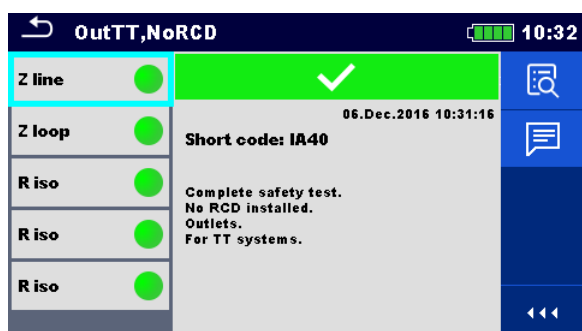 OutTT,NoRCD
10:32
Z line
Z loop
R iso
R iso
R iso
06.Dec.2016 10:31:16
Short code: IA40
Complete safety test.
No RCD installed.
Outlets.
For TT systems.